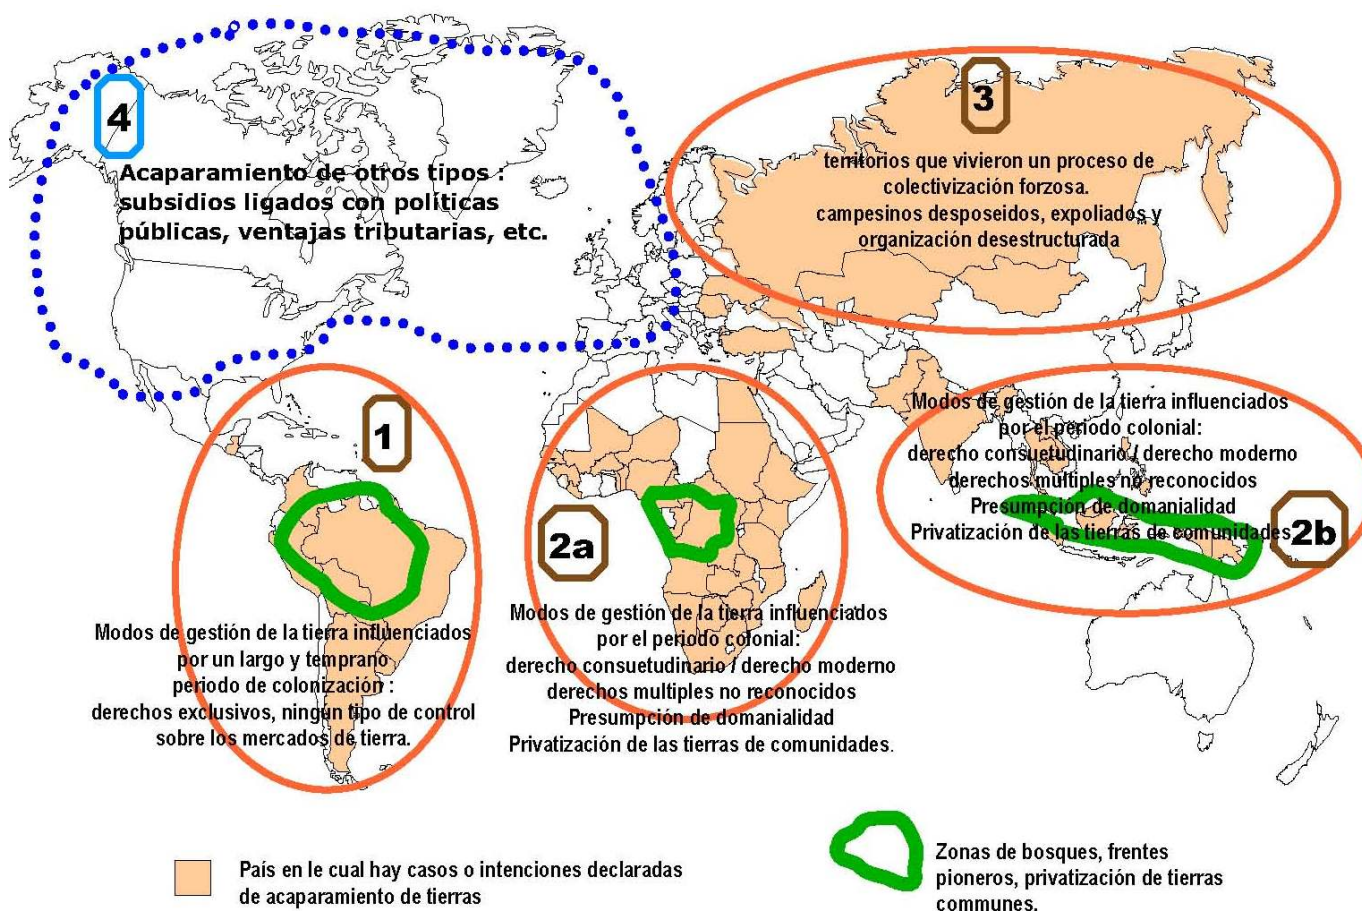 4
Acaparamiento de otros tipos :
subsidios ligados con políticas
públicas, ventajas tributarias, etc.
3
territorios que vivieron un proceso de
colectivización forzosa.
campesinos desposeidos, expoliados y
organización desestructurada
1
Modos de gestión de la tierra influenciados
por un largo y temprano
periodo de colonización :
derechos exclusivos, ningún tipo de control
sobre los mercados de tierra.
2a
Modos de gestión de la tierra influenciados
por el periodo colonial:
derecho consuetudinario / derecho moderno
derechos multiples no reconocidos
Presumpción de domanialidad
Privatización de las tierras de comunidades.
Modos de gestión de la tierra influenciados
por el periodo colonial:
derecho consuetudinario / derecho moderno
derechos multiples no reconocidos
Presumpción de domanialidad
Privatización de las tierras de comunidades
2b
País en le cual hay casos o intenciones declaradas
de acaparamiento de tierras
Zonas de bosques, frentes
pioneros, privatización de tierras
communes.